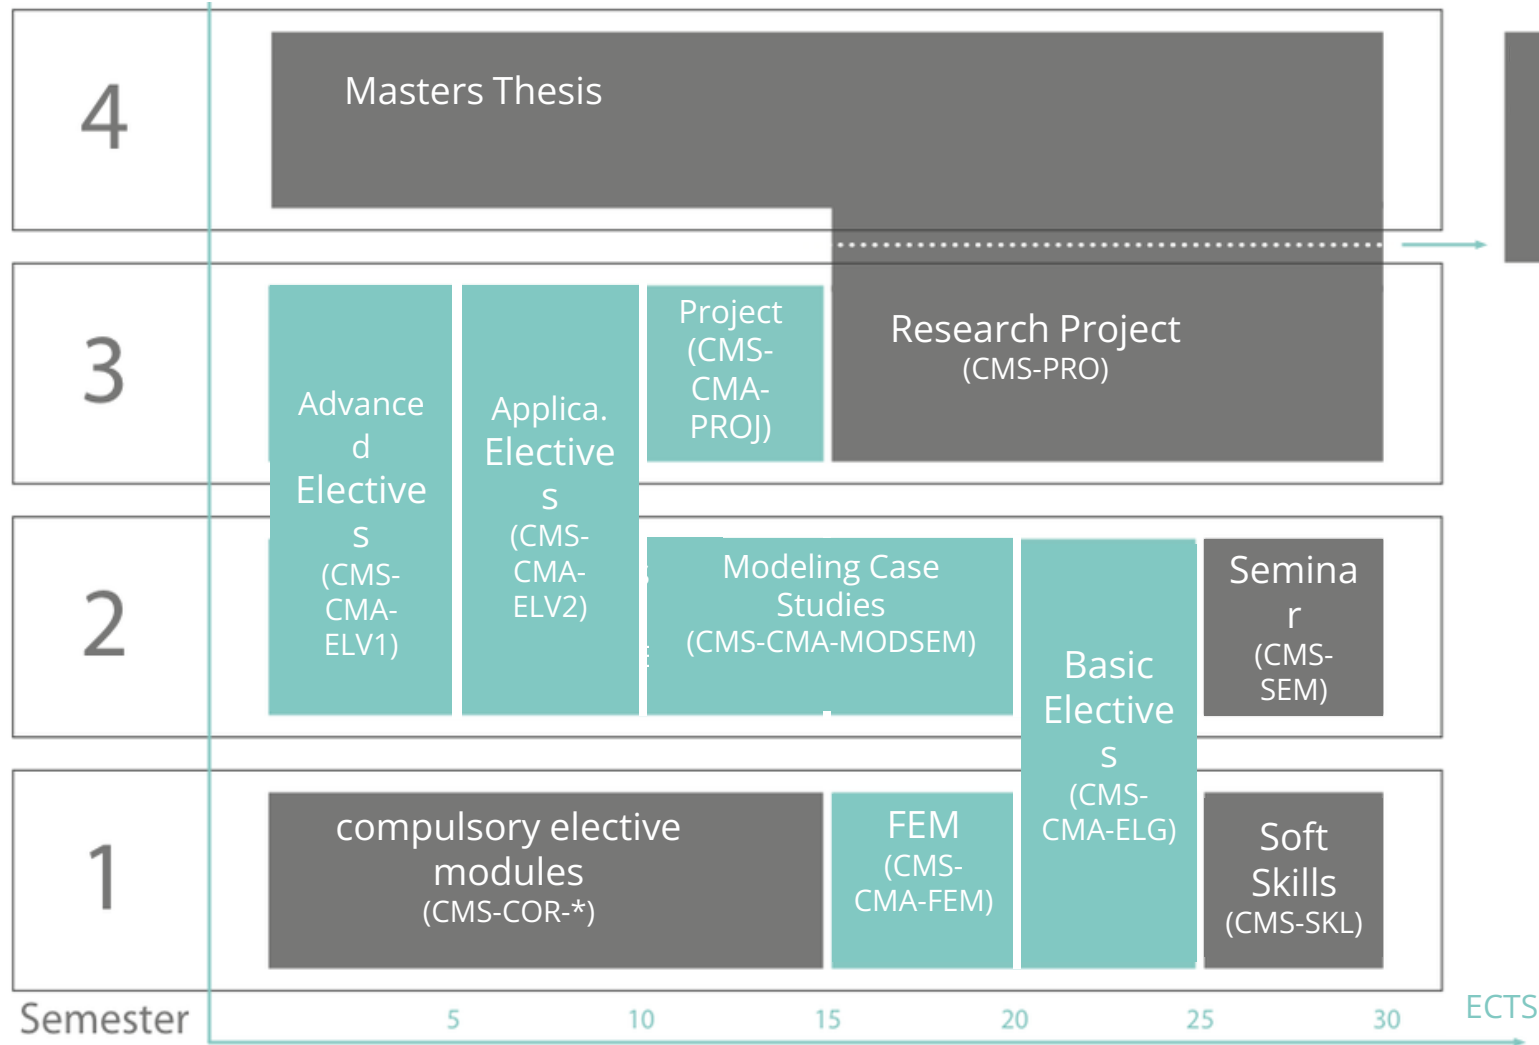 4
Masters Thesis
3
Advance
d
Elective
s
(CMS-
CMA-
ELV1)
Applica.
Elective
s
(CMS-
CMA-
ELV2)
Project
(CMS-
CMA-
PROJ)
Research Project
(CMS-PRO)
2
Modeling Case
Studies
(CMS-CMA-MODSEM)
Basic
Elective
s
(CMS-
CMA-ELG)
Semina
r
(CMS-
SEM)
1
compulsory elective
modules
(CMS-COR-*)
FEM
(CMS-
CMA-FEM)
Soft
Skills
(CMS-SKL)
Semester
5
10
15
20
25
30
ECTS